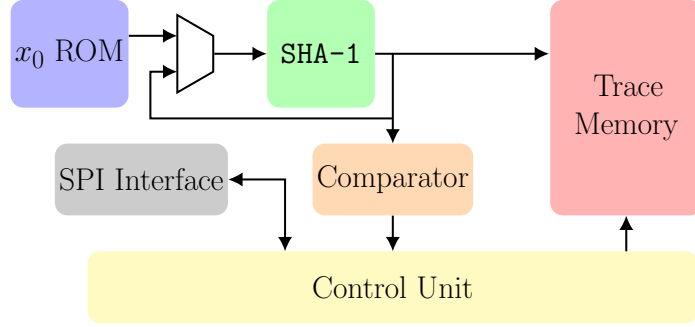 x₀ ROM
SHA-1
Trace
Memory
SPI Interface
Comparator
Control Unit